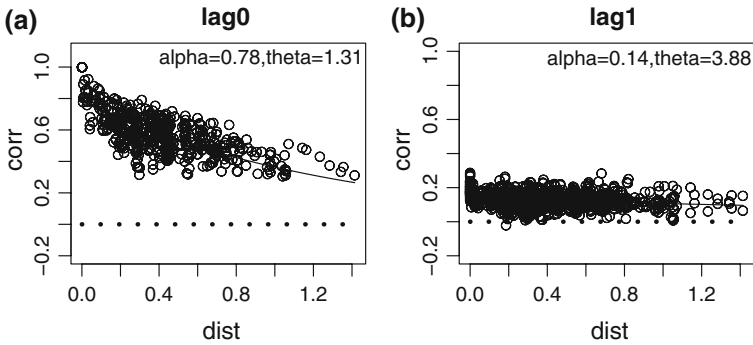 (a) lag0
alpha=0.78,theta=1.31
corr
1.0
0.6
0.2
−0.2
0.0 0.4 0.8 1.2
dist
(b) lag1
alpha=0.14,theta=3.88
corr
1.0
0.6
0.2
−0.2
0.0 0.4 0.8 1.2
dist